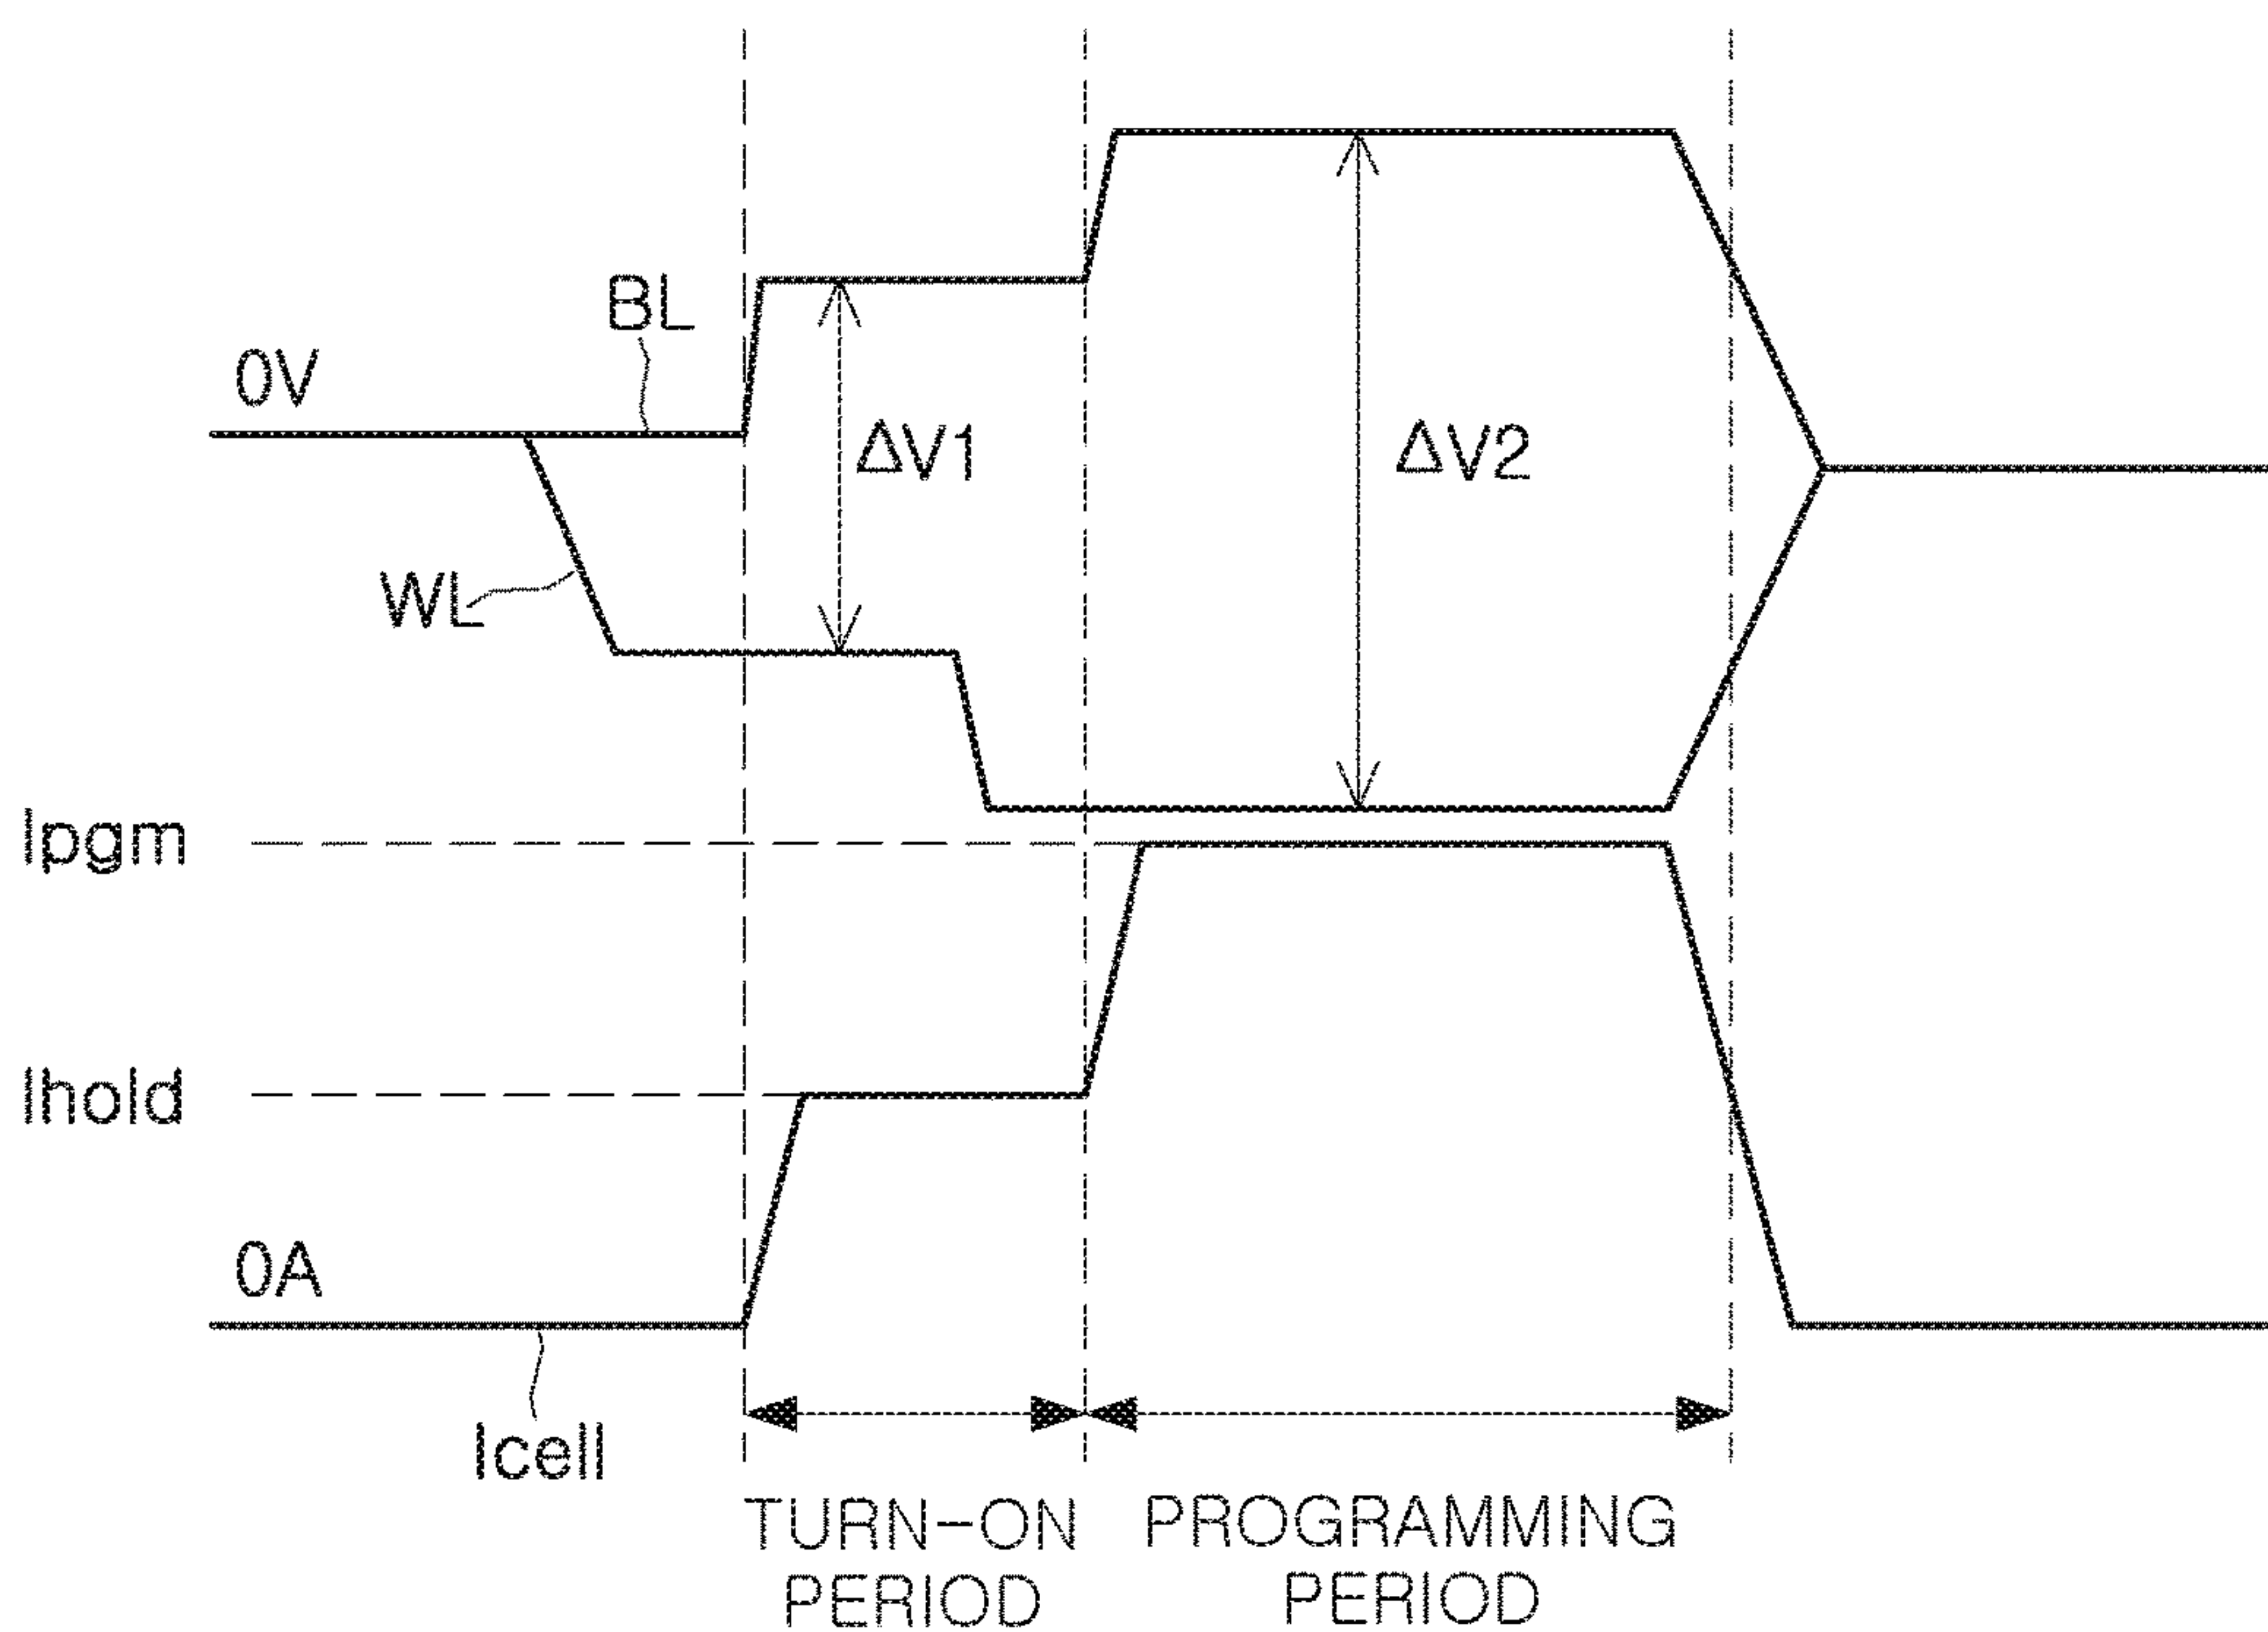 BL
0V
ΔV1
ΔV2
WL
Ipgm
Ihold
0A
Icell
TURN-ON
PERIOD
PROGRAMMING
PERIOD